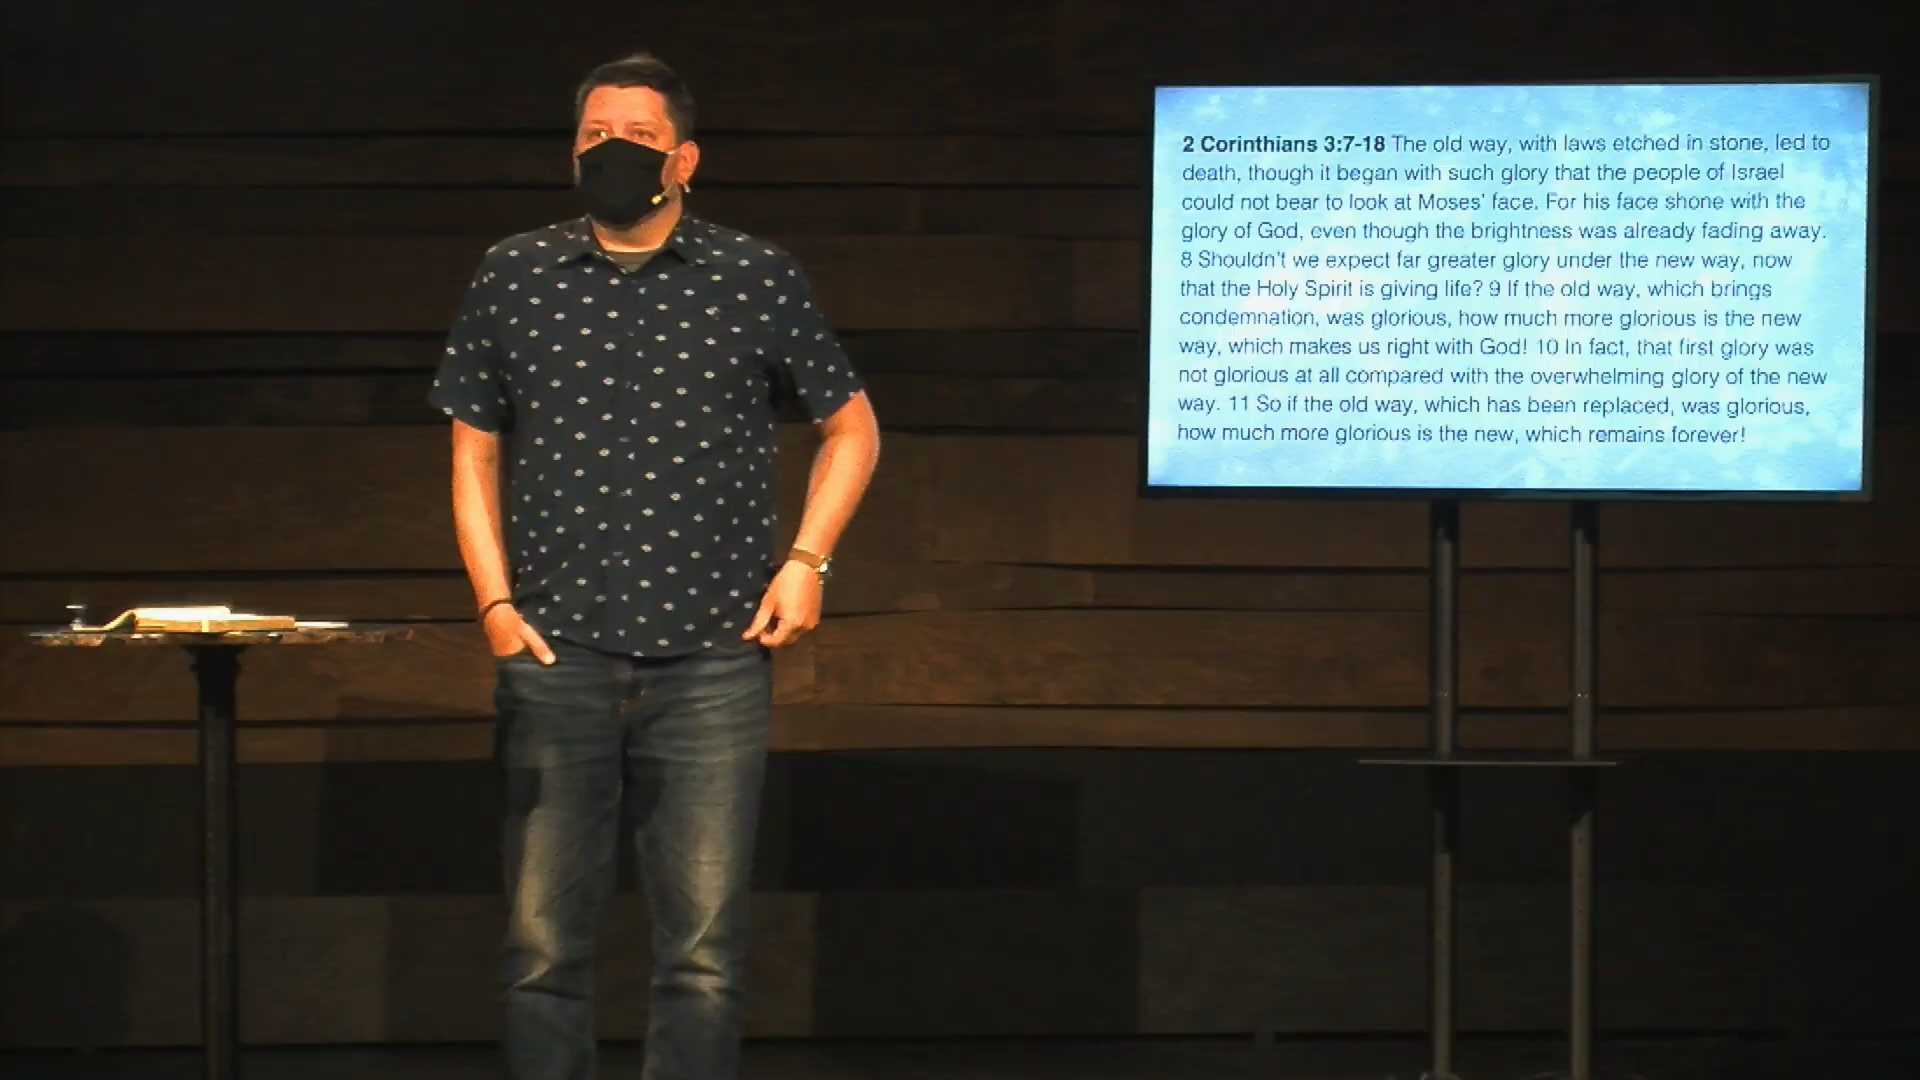 2 Corinthians 3:7-18 The old way, with laws etched in stone, led to
death, though it began with such glory that the people of Israel
could not bear to look at Moses' face. For his face shone with the
glory of God, even though the brightness was already fading away.
8 Shouldn't we expect far greater glory under the new way, now
that the Holy Spirit is giving life? 9 If the old way, which brings
condemnation, was glorious, how much more glorious is the new
way, which makes us right with God! 10 In fact, that first glory was
not glorious at all compared with the overwhelming glory of the new
way. 11 So if the old way, which has been replaced, was glorious,
how much more glorious is the new, which remains forever!